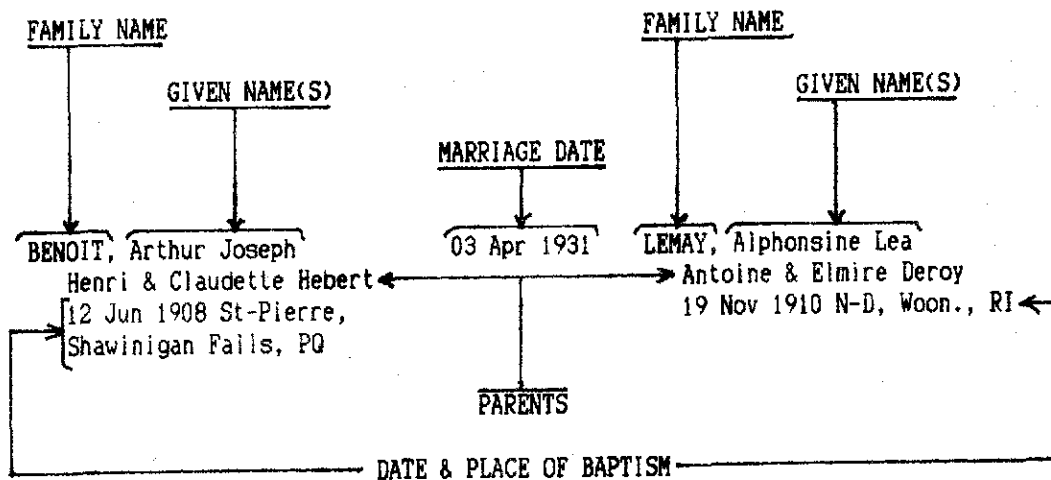 FAMILY NAME
FAMILY NAME
GIVEN NAME(S)
GIVEN NAME(S)
MARRIAGE DATE
BENOIT, Arthur Joseph 03 Apr 1931 LEMAY, Alphonsine Lea
Henri & Claudette Hebert Antoine & Elmire Deroy
12 Jun 1908 St-Pierre, 19 Nov 1910 N-D, Woon., RI
Shawinigan Falls, PQ
PARENTS
DATE & PLACE OF BAPTISM